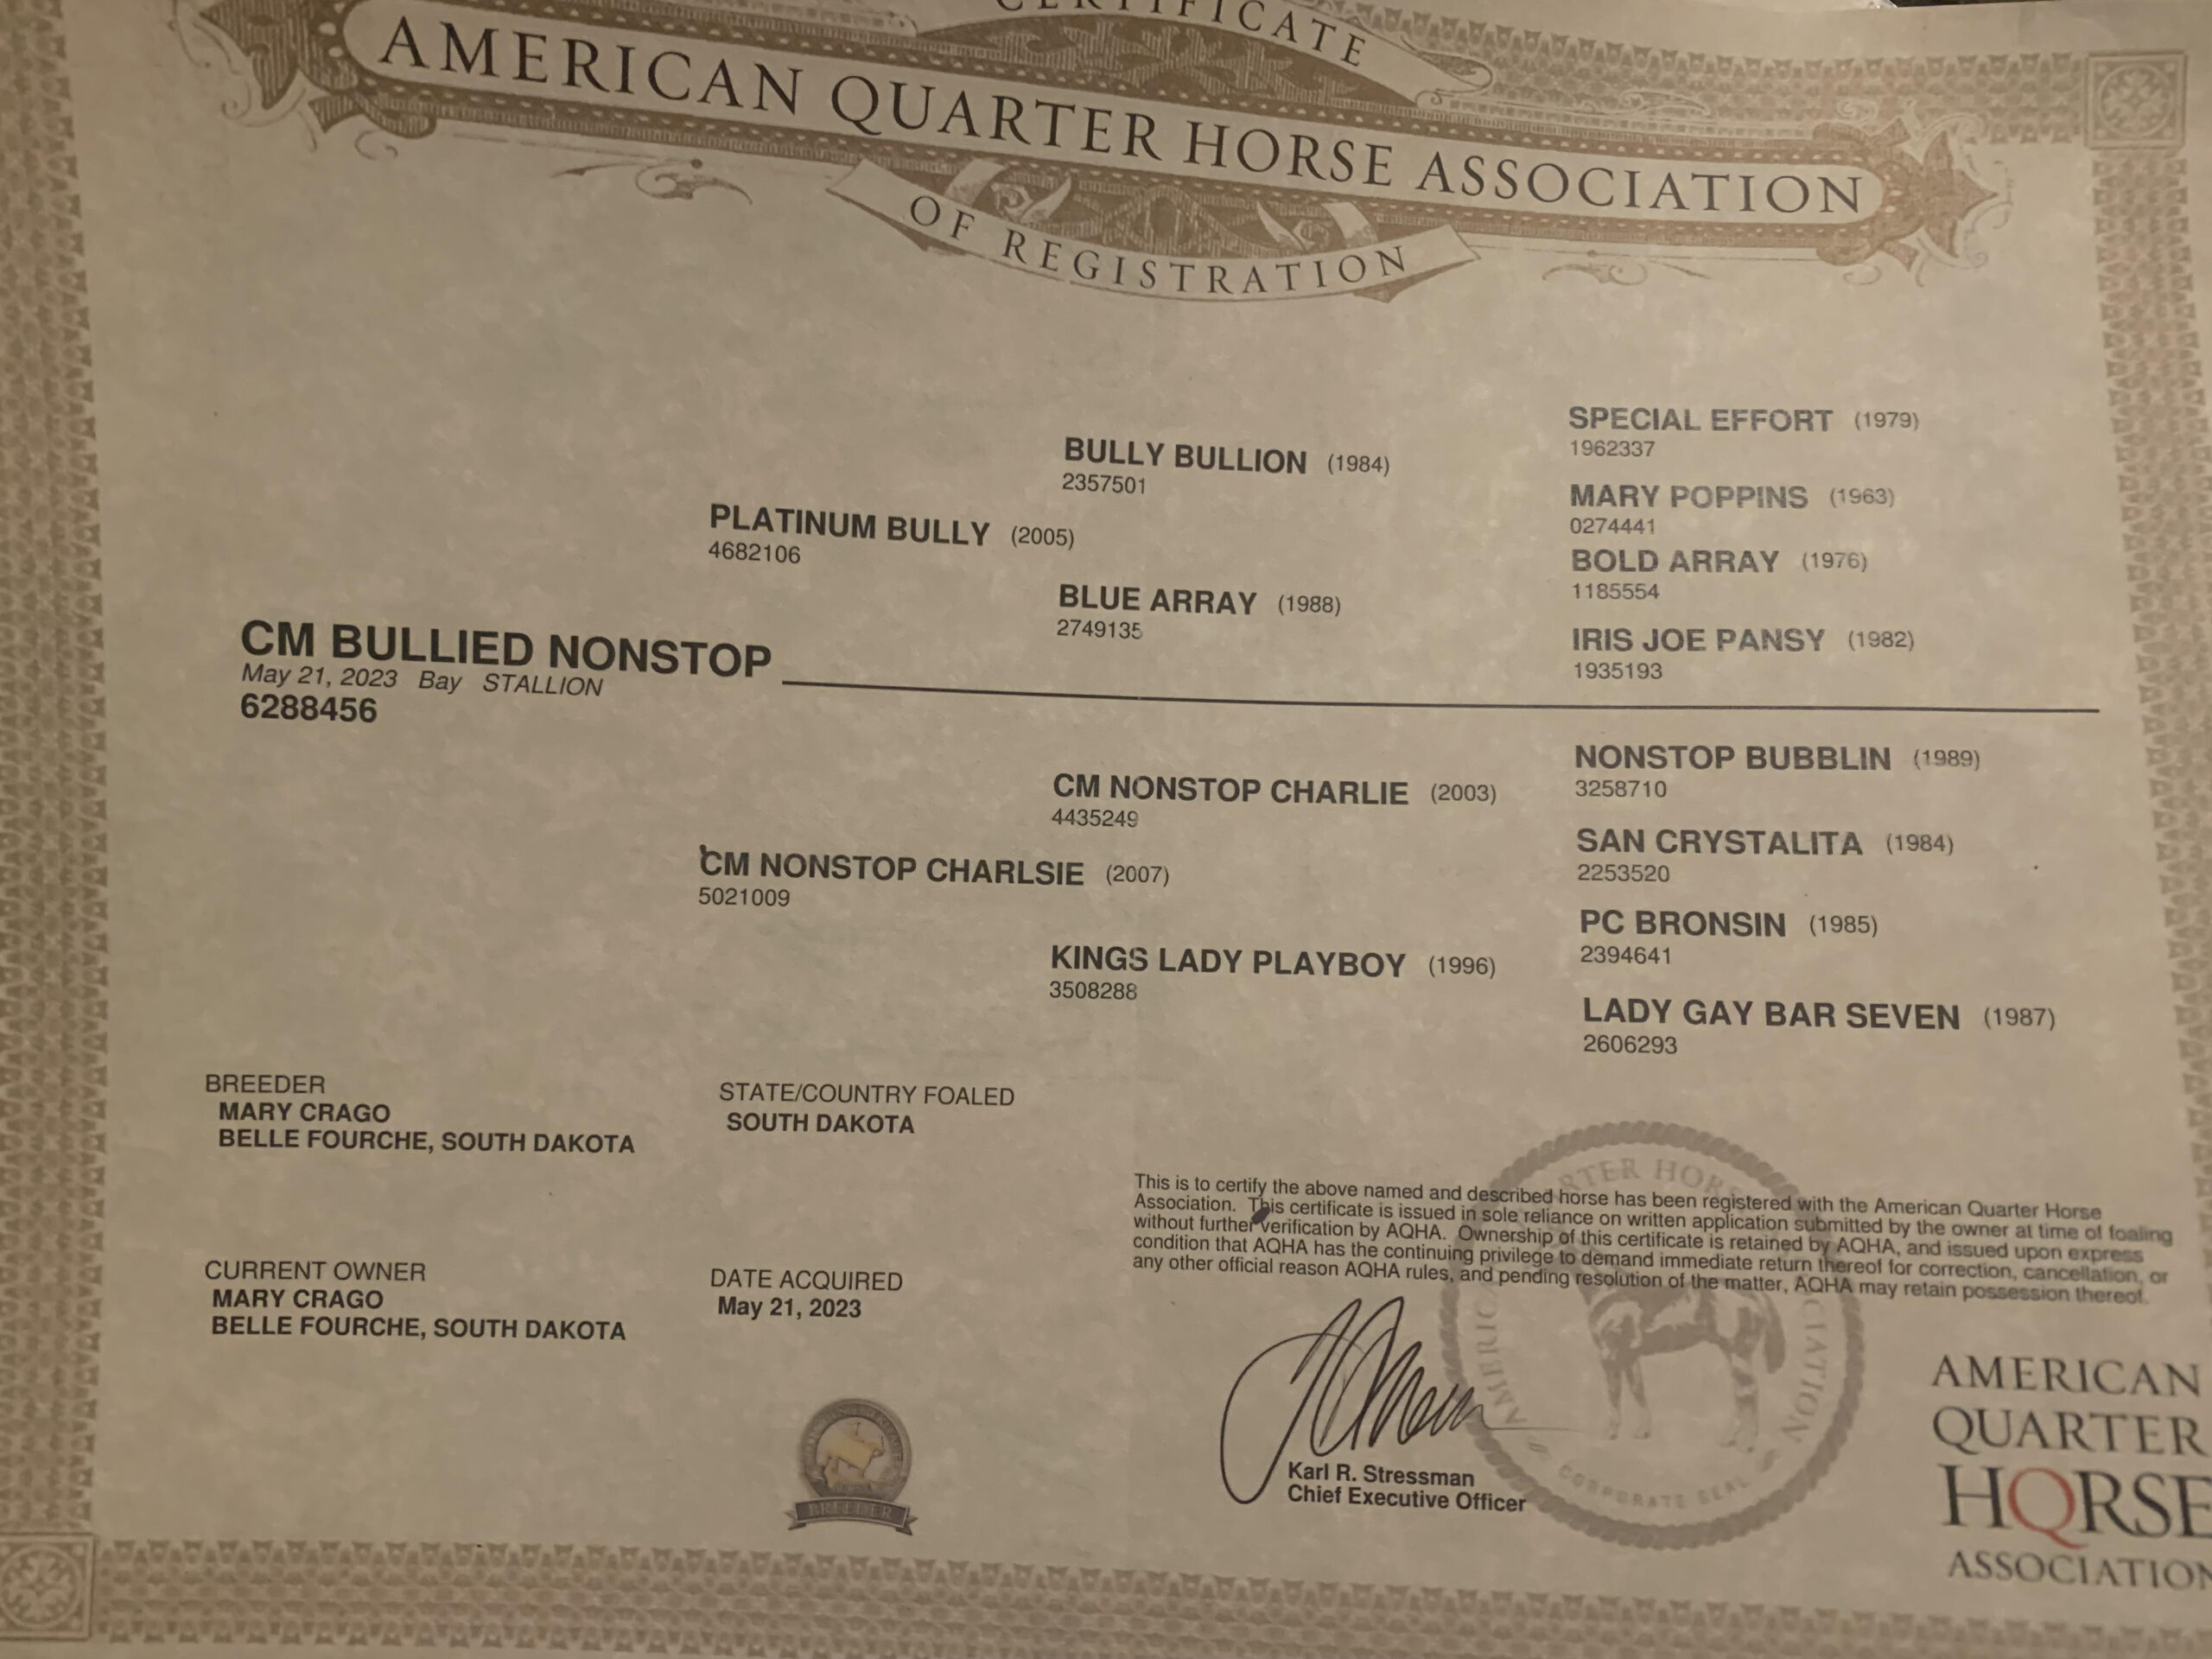 CERTIFICATE
AMERICAN QUARTER HORSE ASSOCIATION
OF REGISTRATION
SPECIAL EFFORT (1979)
1962337
BULLY BULLION (1984)
2357501
MARY POPPINS (1963)
0274441
PLATINUM BULLY (2005)
4682106
BOLD ARRAY (1976)
1185554
BLUE ARRAY (1988)
2749135
IRIS JOE PANSY (1982)
1935193
CM BULLIED NONSTOP
May 21, 2023 Bay STALLION
6288456
NONSTOP BUBBLIN (1989)
3258710
CM NONSTOP CHARLIE (2003)
4435249
SAN CRYSTALITA (1984)
2253520
CM NONSTOP CHARLSIE (2007)
5021009
PC BRONSIN (1985)
2394641
KINGS LADY PLAYBOY (1996)
3508288
LADY GAY BAR SEVEN (1987)
2606293
BREEDER
MARY CRAGO
BELLE FOURCHE, SOUTH DAKOTA
STATE/COUNTRY FOALED
SOUTH DAKOTA
This is to certify the above named and described horse has been registered with the American Quarter Horse
Association. This certificate is issued in sole reliance on written application submitted by the owner at time of foaling
without further verification by AQHA. Ownership of this certificate is retained by AQHA, and issued upon express
condition that AQHA has the continuing privilege to demand immediate return thereof for correction, cancellation, or
any other official reason AQHA rules, and pending resolution of the matter, AQHA may retain possession thereof.
CURRENT OWNER
MARY CRAGO
BELLE FOURCHE, SOUTH DAKOTA
DATE ACQUIRED
May 21, 2023
BREEDER
Karl R. Stressman
Chief Executive Officer
CORPORATE SEAL
AMERICAN
QUARTER
HORSE
ASSOCIATION